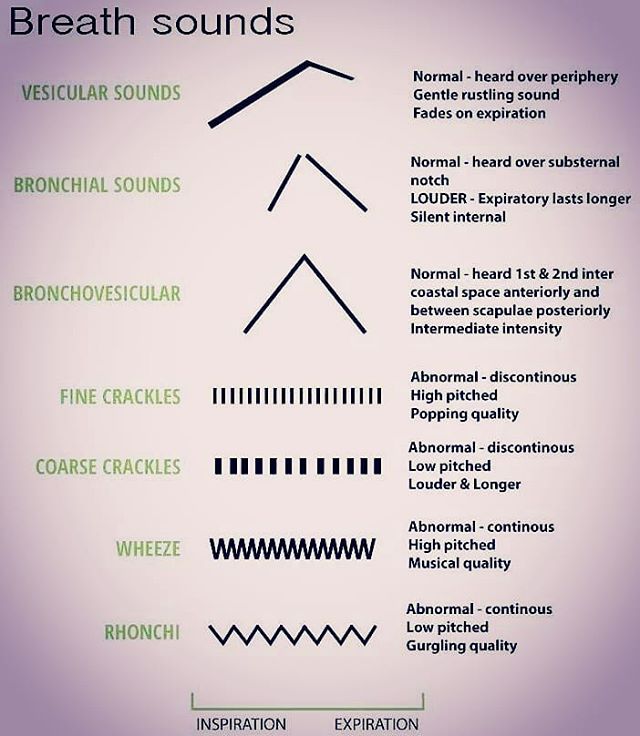 Breath sounds
VESICULAR SOUNDS
Normal - heard over periphery
Gentle rustling sound
Fades on expiration
BRONCHIAL SOUNDS
Normal - heard over substernal
notch
LOUDER - Expiratory lasts longer
Silent internal
BRONCHOVESICULAR
Normal - heard 1st & 2nd inter
coastal space anteriorly and
between scapulae posteriorly
Intermediate intensity
FINE CRACKLES
Abnormal - discontinous
High pitched
Popping quality
COARSE CRACKLES
Abnormal - discontinous
Low pitched
Louder & Longer
WHEEZE
Abnormal - continous
High pitched
Musical quality
RHONCHI
Abnormal - continous
Low pitched
Gurgling quality
INSPIRATION
EXPIRATION